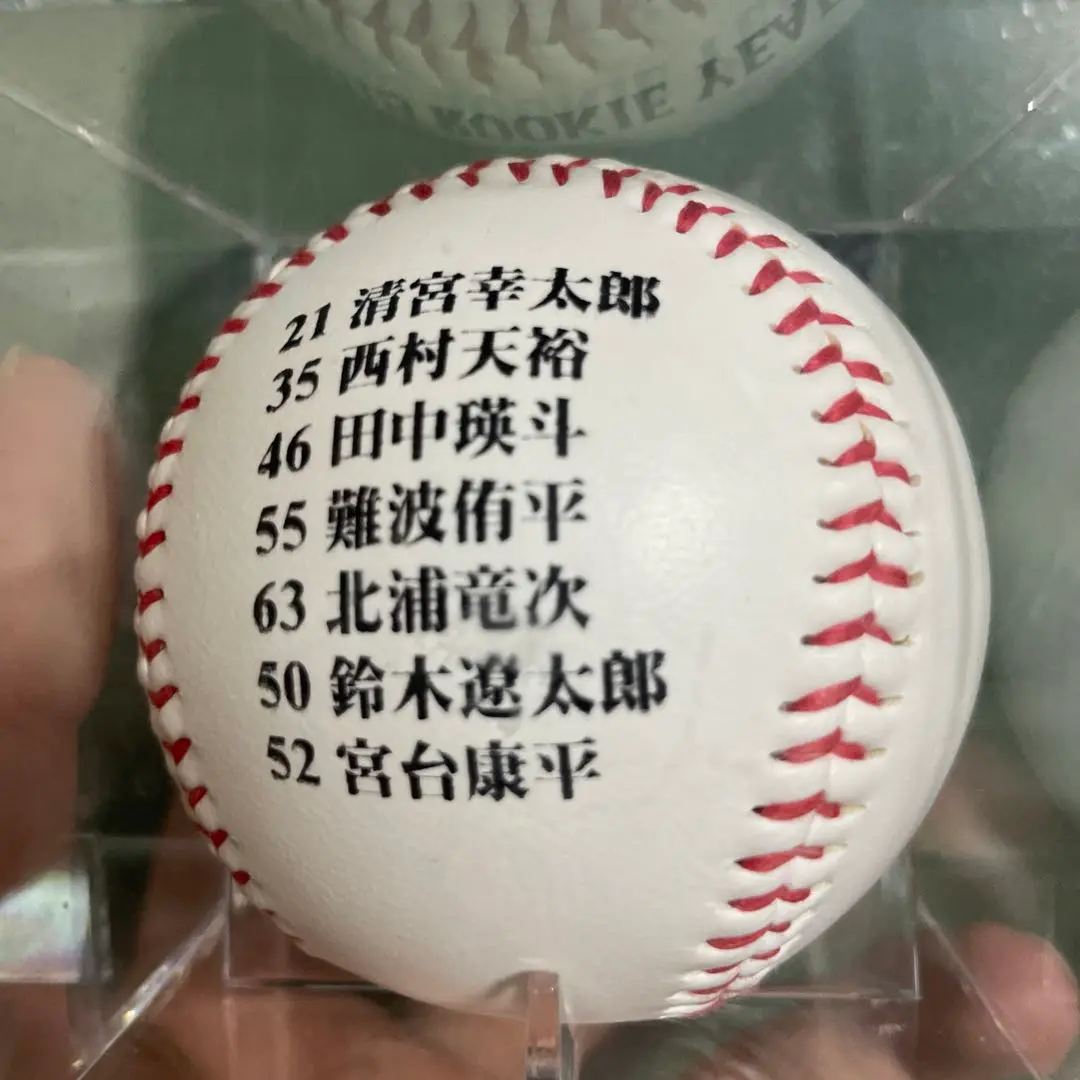 ROOKIE YEA
21 清宮幸太郎
35 西村天裕
46 田中瑛斗
55 難波侑平
63 北浦竜次
50 鈴木遼太郎
52 宮台康平